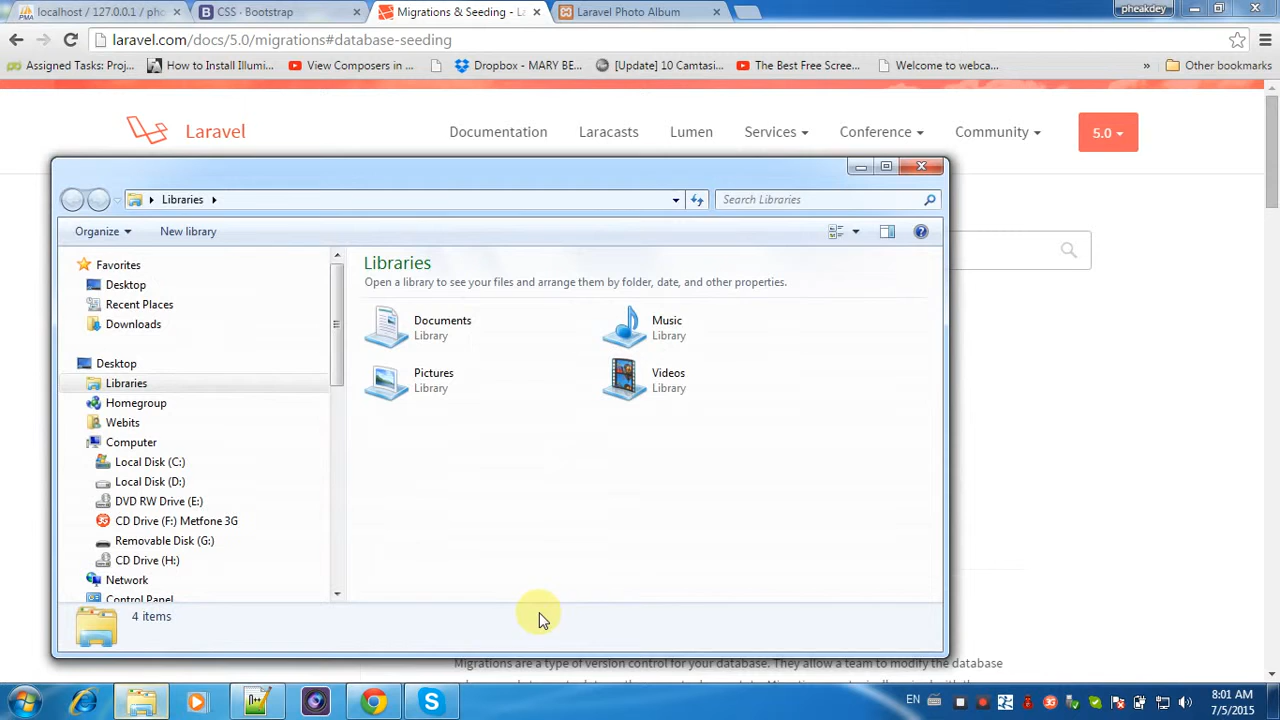 localhost / 127.0.0.1 / pho
CSS · Bootstrap
Migrations & Seeding - La
Laravel Photo Album
pheakdey
laravel.com/docs/5.0/migrations#database-seeding
Assigned Tasks: Proj...
How to Install Illumi...
View Composers in ...
Dropbox - MARY BE...
[Update] 10 Camtasi...
The Best Free Scree...
Welcome to webca...
»
Other bookmarks
Laravel
Documentation
Laracasts
Lumen
Services
Conference
Community
5.0
Libraries
Search Libraries
Organize
New library
Favorites
Desktop
Recent Places
Downloads
Desktop
Libraries
Homegroup
Webits
Computer
Local Disk (C:)
Local Disk (D:)
DVD RW Drive (E:)
CD Drive (F:) Metfone 3G
Removable Disk (G:)
CD Drive (H:)
Network
Control Panel
Libraries
Open a library to see your files and arrange them by folder, date, and other properties.
Documents
Library
Music
Library
Pictures
Library
Videos
Library
4 items
Migrations are a type of version control for your database. They allow a team to modify the database
EN
8:01 AM
7/5/2015